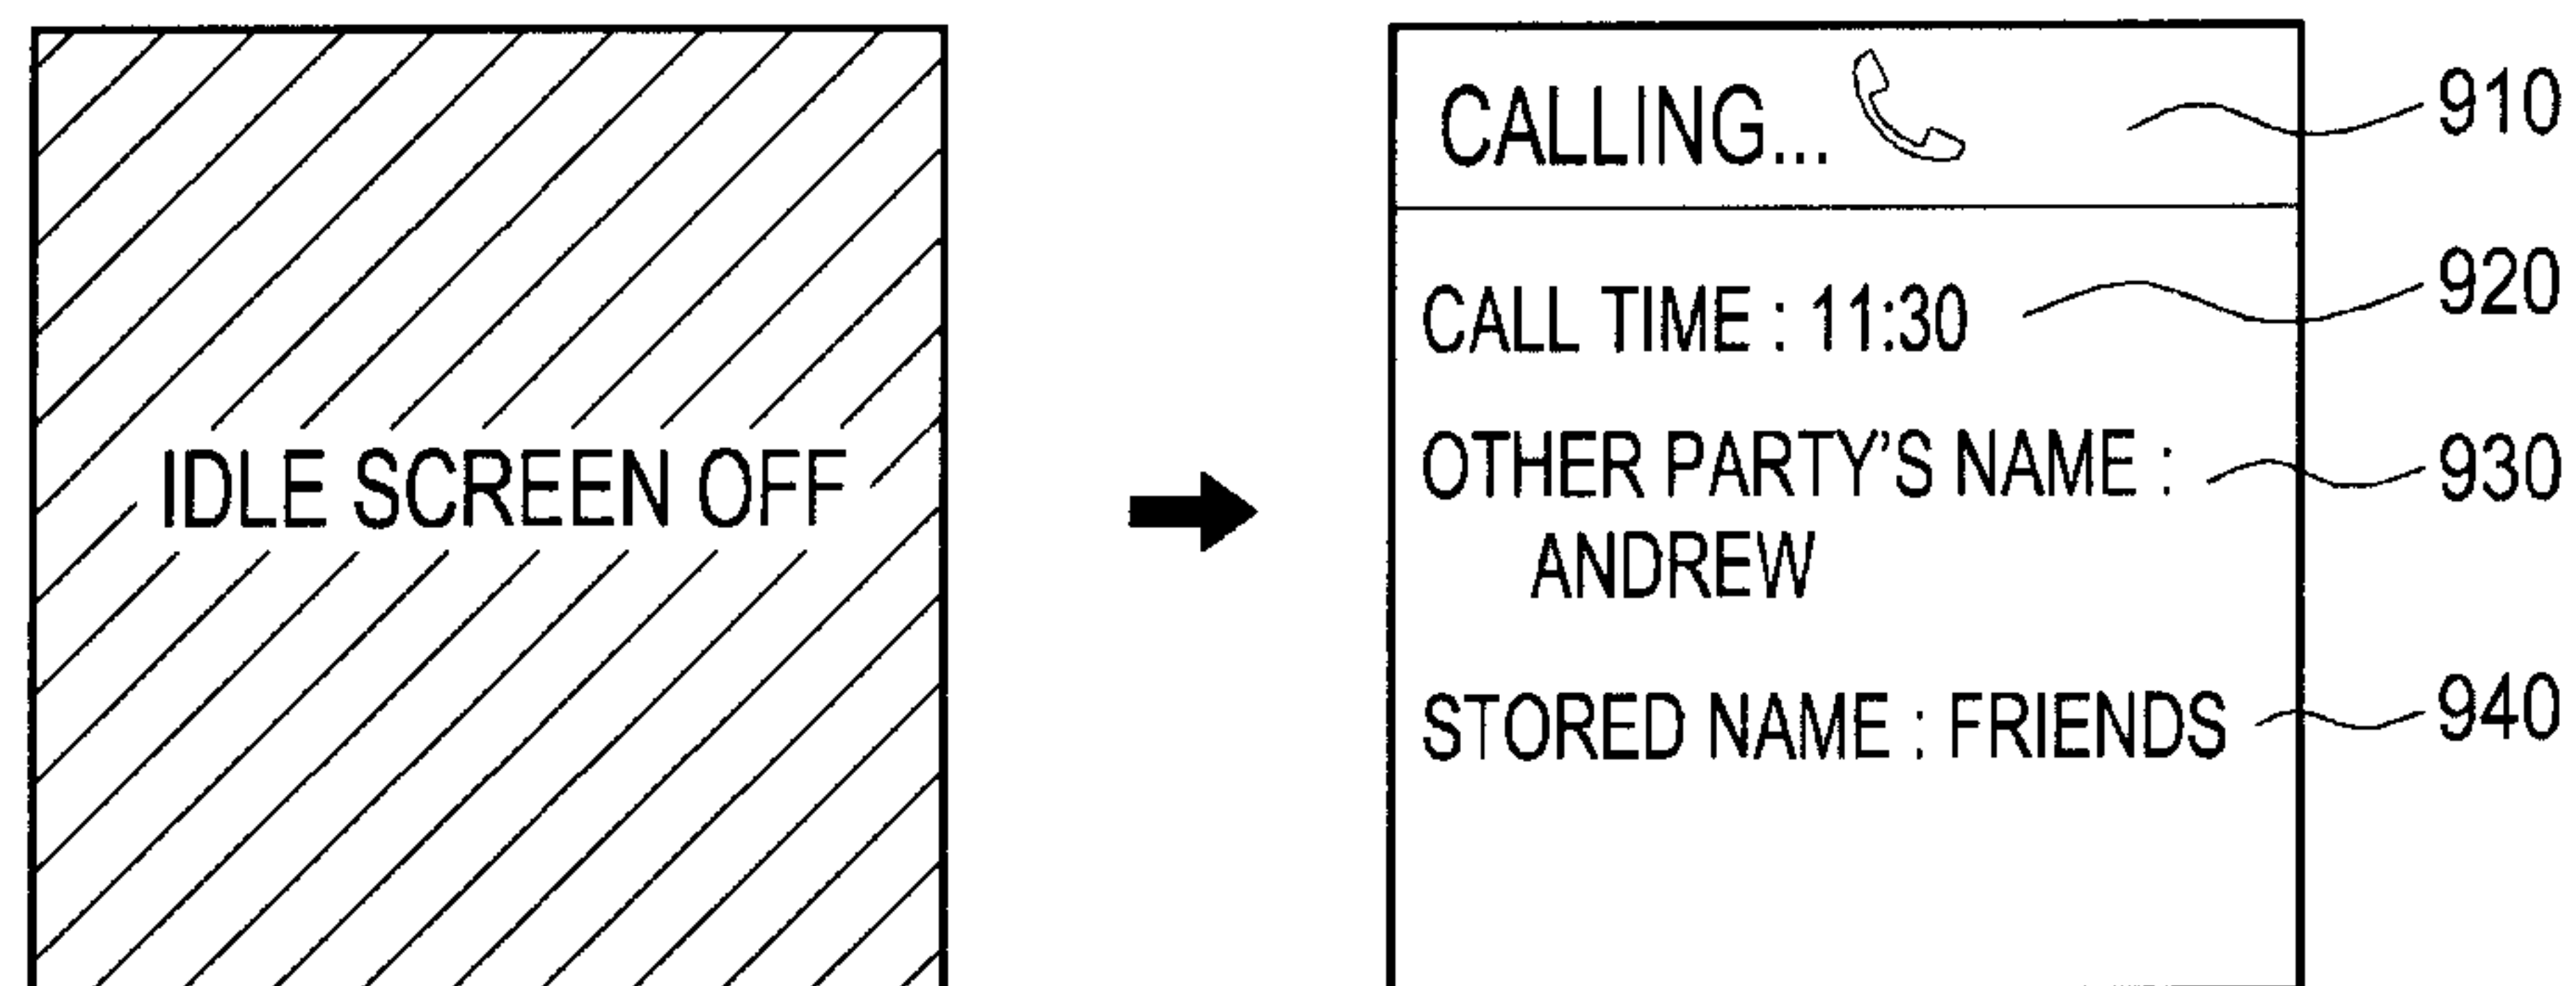 IDLE SCREEN OFF
CALLING...
910
CALL TIME : 11:30
920
OTHER PARTY'S NAME :
930
ANDREW
STORED NAME : FRIENDS
940